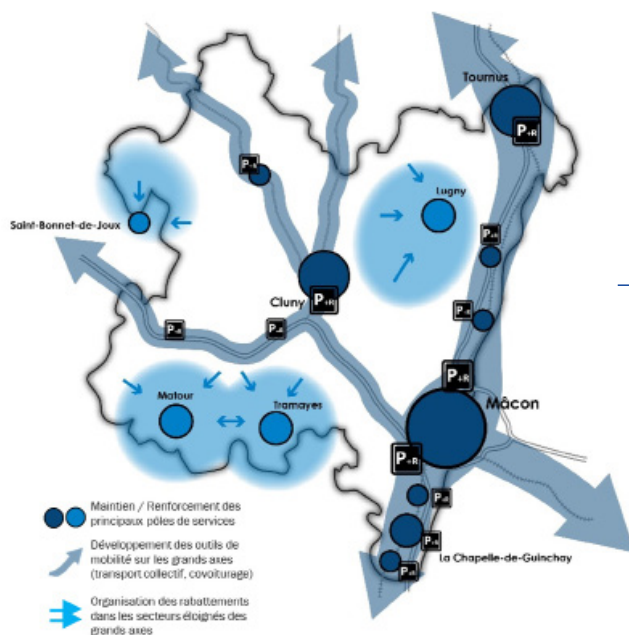 Tournus
P+R
P+R
Lugny
Saint-Bonnet-de-Joux
P+R
Cluny
P+R
P+R
P+R
P+R
P+R
Mâcon
Matour
Tramayes
P+R
P+R
Maintien / Renforcement des
principaux pôles de services
P+R
Développement des outils de
mobilité sur les grands axes
(transport collectif, covoiturage)
La Chapelle-de-Guinchay
P+R
Organisation des rabattements
dans les secteurs éloignés des
grands axes